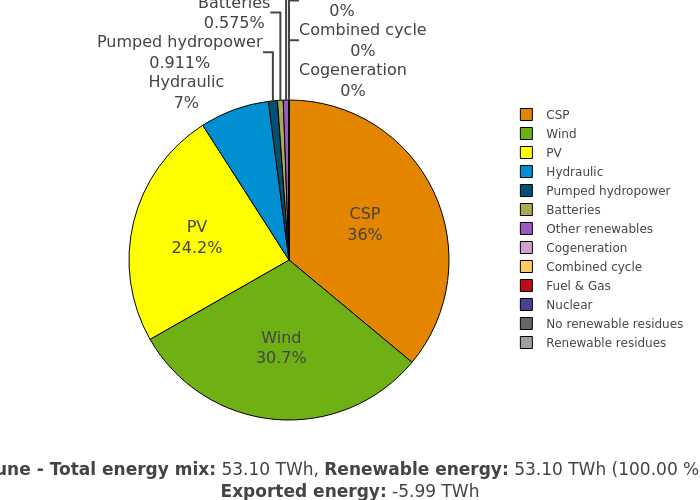 Batteries
0.575%
0%
Combined cycle
0%
Pumped hydropower
0.911%
Cogeneration
0%
Hydraulic
7%
CSP
36%
PV
24.2%
Wind
30.7%
CSP
Wind
PV
Hydraulic
Pumped hydropower
Batteries
Other renewables
Cogeneration
Combined cycle
Fuel & Gas
Nuclear
No renewable residues
Renewable residues
une - Total energy mix: 53.10 TWh, Renewable energy: 53.10 TWh (100.00 %
Exported energy: -5.99 TWh